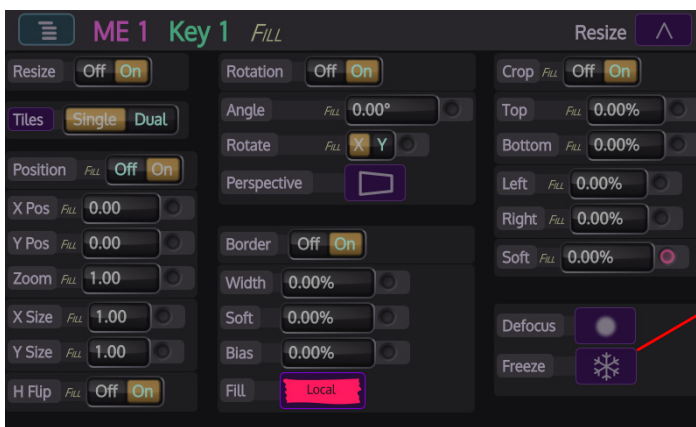 ME 1 Key 1 Fill Resize
Resize Off On
Tiles Single Dual
Position Fill Off On
X Pos Fill 0.00
Y Pos Fill 0.00
Zoom Fill 1.00
X Size Fill 1.00
Y Size Fill 1.00
H Flip Fill Off On
Rotation Off On
Angle Fill 0.00°
Rotate Fill X Y
Perspective
Border Off On
Width 0.00%
Soft 0.00%
Bias 0.00%
Fill Local
Crop Fill Off On
Top Fill 0.00%
Bottom Fill 0.00%
Left Fill 0.00%
Right Fill 0.00%
Soft Fill 0.00%
Defocus
Freeze